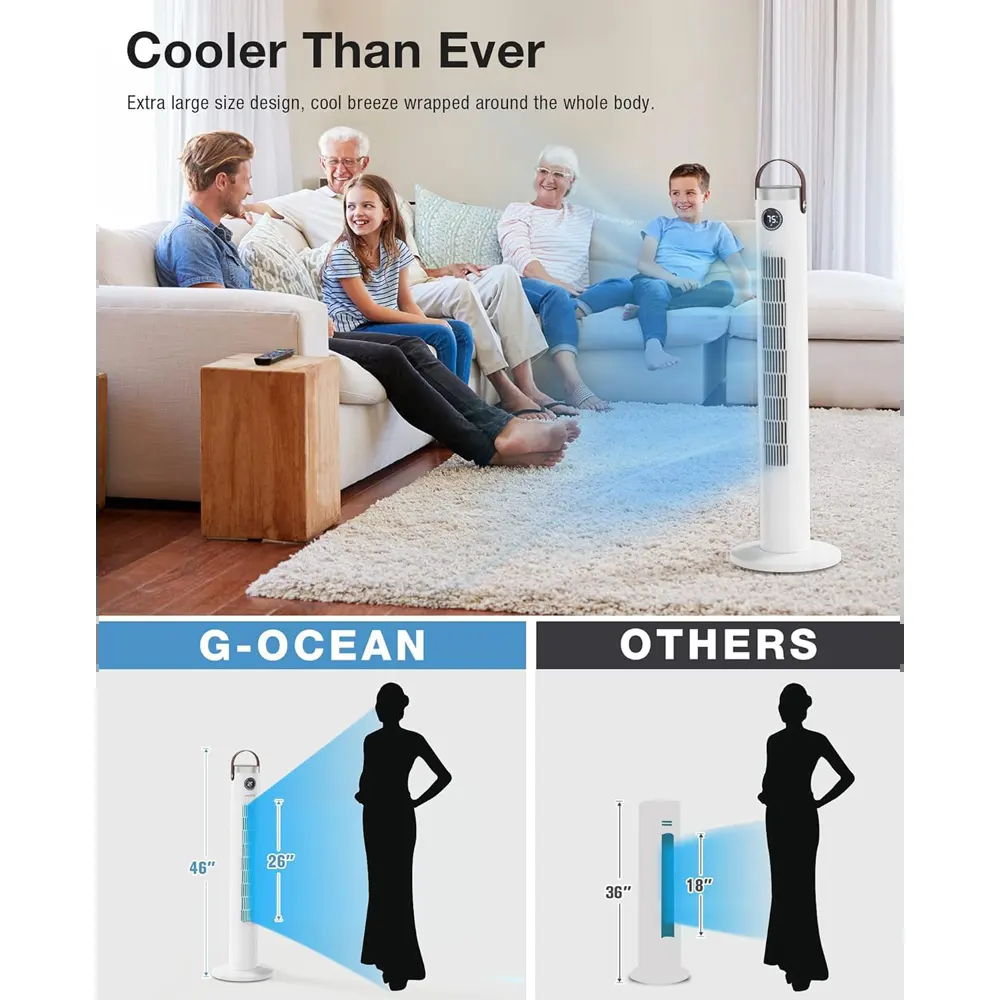 Cooler Than Ever
Extra large size design, cool breeze wrapped around the whole body.
75
G-OCEAN
OTHERS
46"
26"
36"
18"